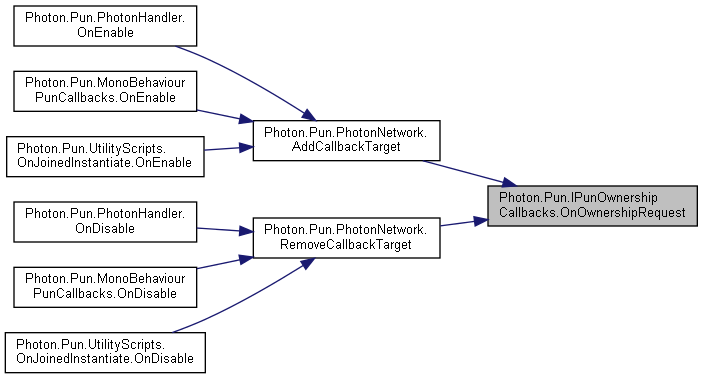 Photon.Pun.PhotonHandler.
OnEnable
Photon.Pun.MonoBehaviour
PunCallbacks.OnEnable
Photon.Pun.UtilityScripts.
OnJoinedInstantiate.OnEnable
Photon.Pun.PhotonHandler.
OnDisable
Photon.Pun.MonoBehaviour
PunCallbacks.OnDisable
Photon.Pun.UtilityScripts.
OnJoinedInstantiate.OnDisable
Photon.Pun.PhotonNetwork.
AddCallbackTarget
Photon.Pun.PhotonNetwork.
RemoveCallbackTarget
Photon.Pun.IPunOwnership
Callbacks.OnOwnershipRequest